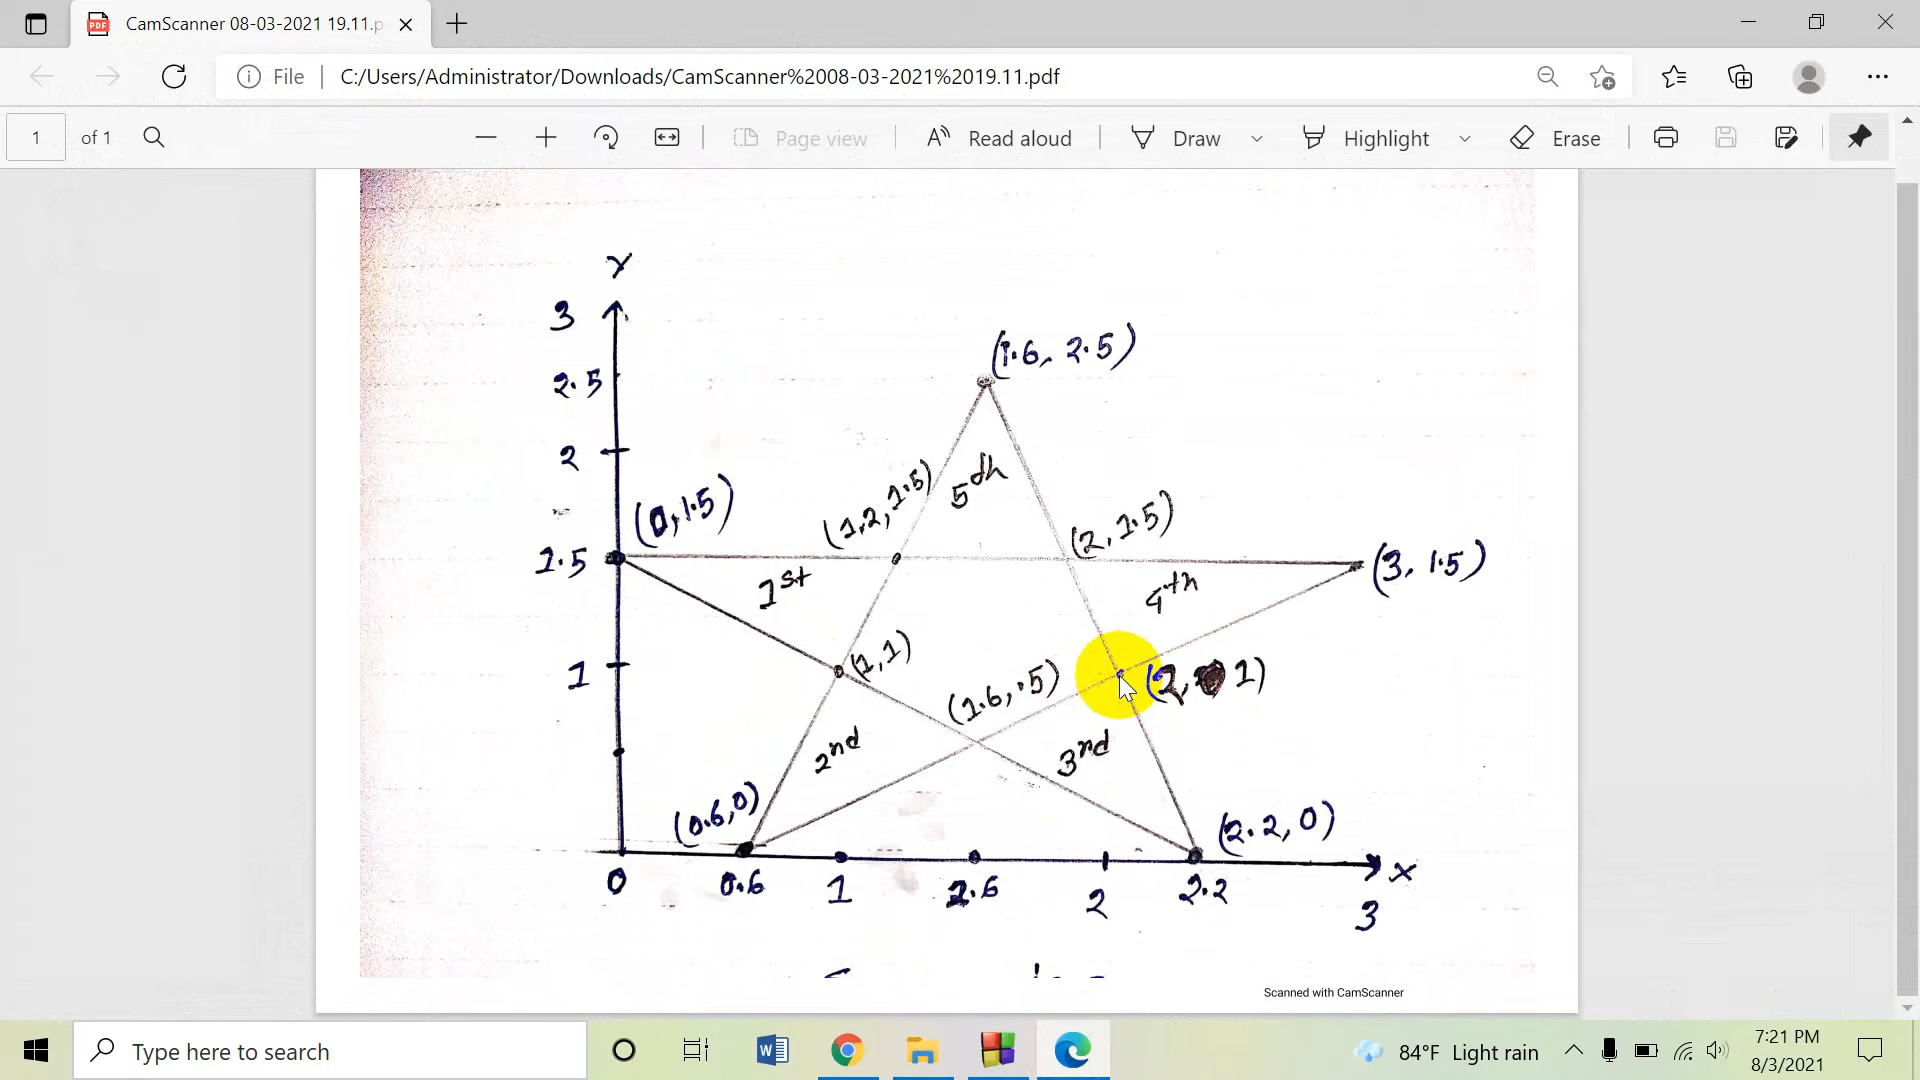 CamScanner 08-03-2021 19.11.p
File
C:/Users/Administrator/Downloads/CamScanner%2008-03-2021%2019.11.pdf
1 of 1
Page view
Read aloud
Draw
Highlight
Erase
Y
3
(1.6, 2.5)
2.5
2
5th
(1,2, 1.5)
(0,1.5)
(2, 1.5)
1.5
(3, 1.5)
1st
4th
(1,1)
1
(1.6, .5)
(2, 1)
2nd
3rd
(0.6,0)
(2.2,0)
X
0
0.6
1
1.6
2
2.2
3
Scanned with CamScanner
Type here to search
84°F Light rain
7:21 PM
8/3/2021